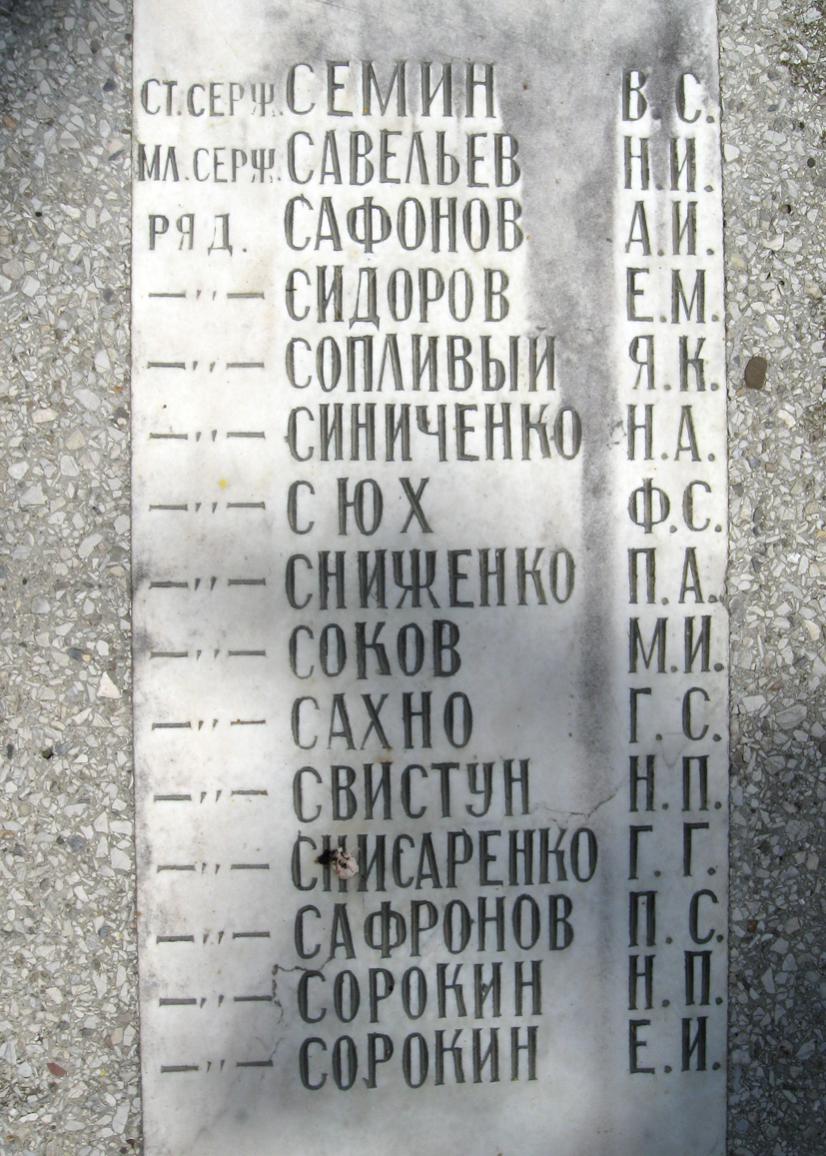 СТ.СЕРЖ. СЕМИН В.С.
МЛ.СЕРЖ. САВЕЛЬЕВ Н.И.
РЯД. САФОНОВ А.И.
—"— СИДОРОВ Е.М.
—"— СОПЛИВЫЙ Я.К.
—"— СИНИЧЕНКО Н.А.
—"— СЮХ Ф.С.
—"— СНИЖЕНКО П.А.
—"— СОКОВ М.И.
—"— САХНО Г.С.
—"— СВИСТУН Н.П.
—"— СНИСАРЕНКО Г.Г.
—"— САФРОНОВ П.С.
—"— СОРОКИН Н.П.
—"— СОРОКИН Е.И.